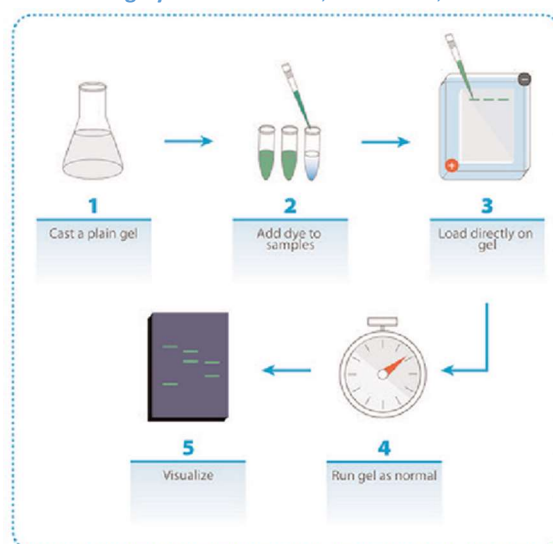 1
Cast a plain gel
2
Add dye to
samples
3
Load directly on
gel
−
+
5
Visualize
4
Run gel as normal